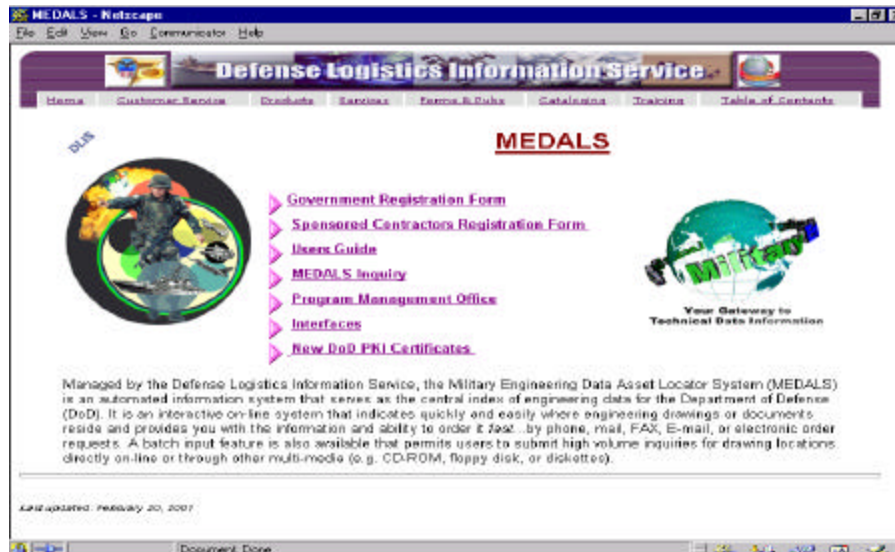 MEDALS - Netscape
File Edit View Go Communicator Help
Defense Logistics Information Service
Home Customer Service Products Services Forms & Pubs Cataloging Training Table of Contents
DLIS
MEDALS
Government Registration Form
Sponsored Contractors Registration Form
Users Guide
MEDALS Inquiry
Program Management Office
Interfaces
New DoD PKI Certificates
Military
Your Gateway to
Technical Data Information
Managed by the Defense Logistics Information Service, the Military Engineering Data Asset Locator System (MEDALS)
is an automated information system that serves as the central index of engineering data for the Department of Defense
(DoD). It is an interactive on-line system that indicates quickly and easily where engineering drawings or documents
reside and provides you with the information and ability to order it fast...by phone, mail, FAX, E-mail, or electronic order
requests. A batch input feature is also available that permits users to submit high volume inquiries for drawing locations
directly on-line or through other multi-media (e.g. CD-ROM, floppy disk, or diskettes).
Last updated: February 20, 2001
Document: Done